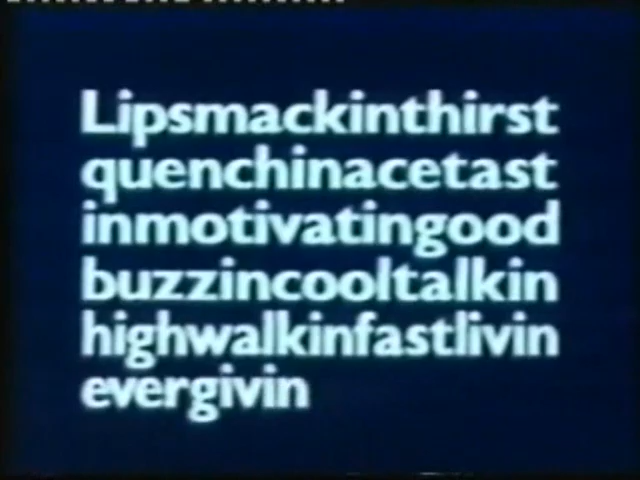 Lipsmackinthirst
quenchinacetast
inmotivatingood
buzzincooltalkin
highwalkinfastlivin
evergivin